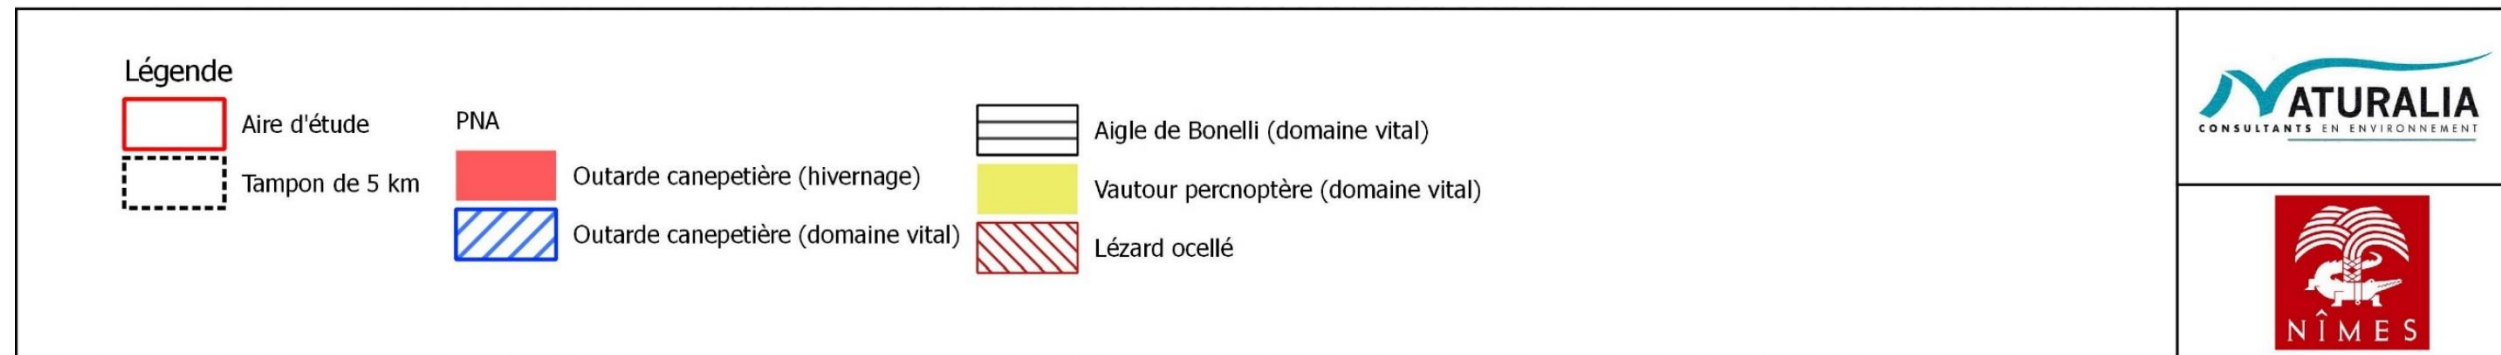 Légende
Aire d'étude
Tampon de 5 km
PNA
Outarde canepetière (hivernage)
Outarde canepetière (domaine vital)
Aigle de Bonelli (domaine vital)
Vautour percnoptère (domaine vital)
Lézard ocellé
NATURALIA
CONSULTANTS EN ENVIRONNEMENT
NÎMES